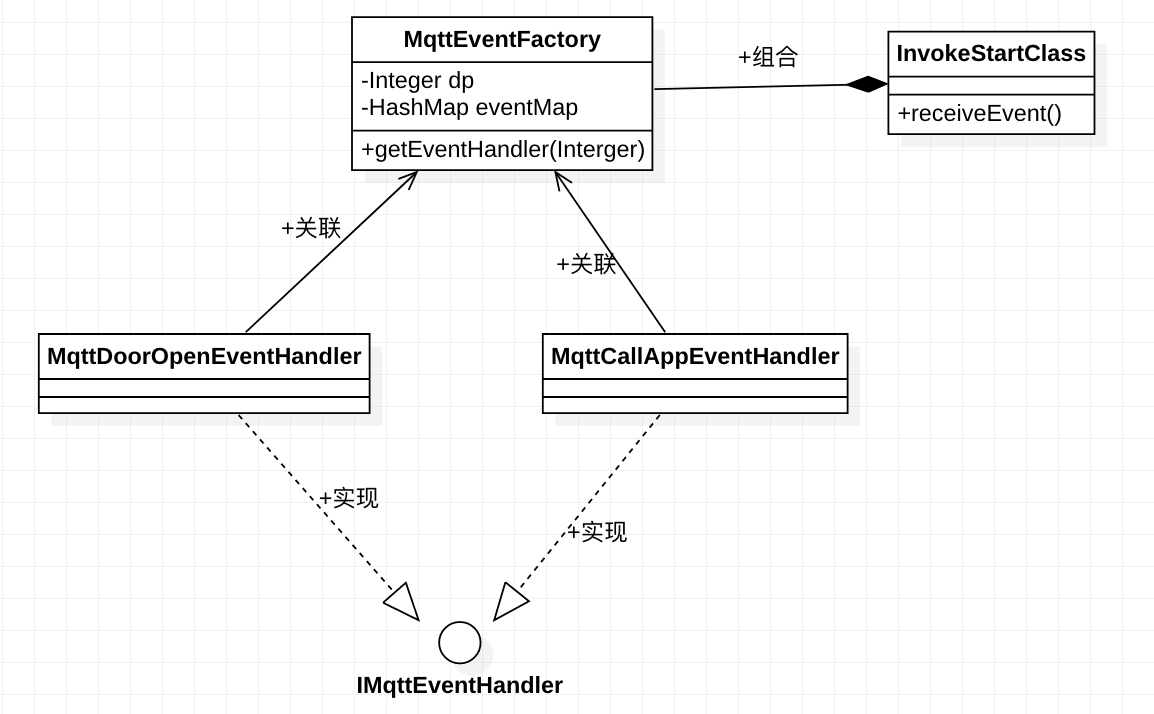 MqttEventFactory
-Integer dp
-HashMap eventMap
+getEventHandler(Interger)
+组合
InvokeStartClass
+receiveEvent()
+关联
+关联
MqttDoorOpenEventHandler
MqttCallAppEventHandler
+实现
+实现
IMqttEventHandler